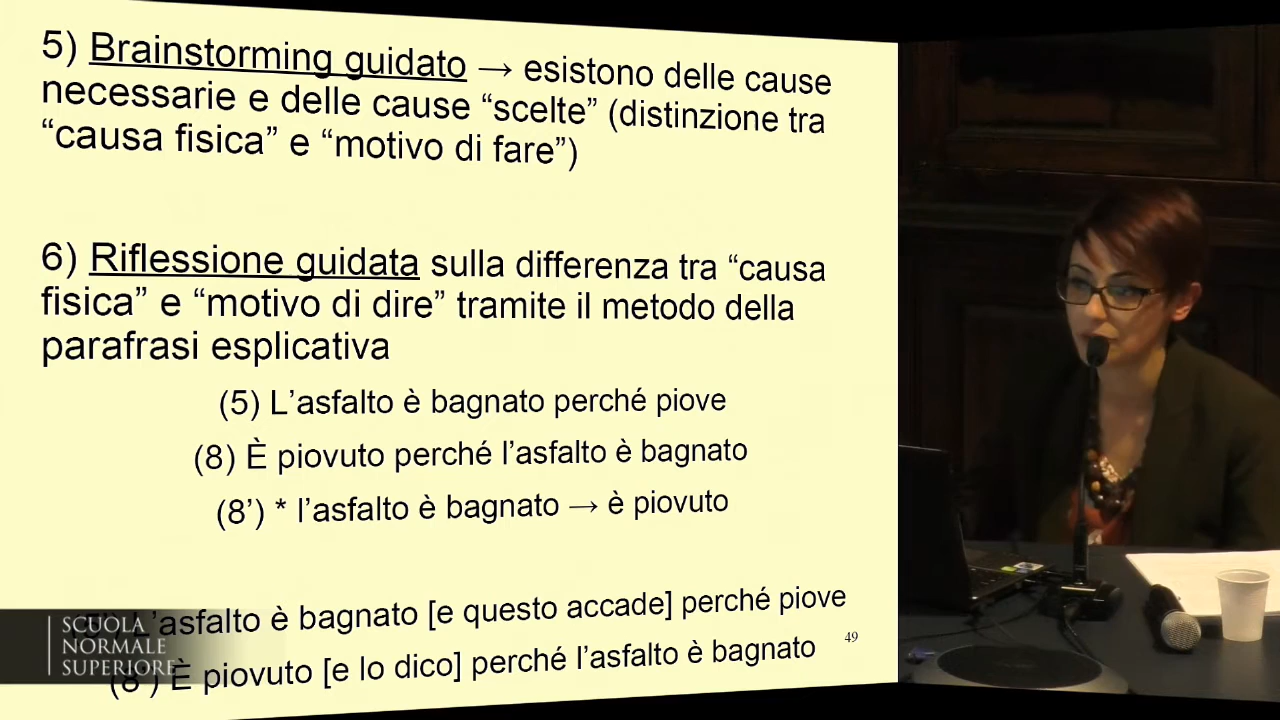 5) Brainstorming guidato → esistono delle cause
necessarie e delle cause “scelte” (distinzione tra
“causa fisica” e “motivo di fare”)
6) Riflessione guidata sulla differenza tra “causa
fisica” e “motivo di dire” tramite il metodo della
parafrasi esplicativa
(5) L’asfalto è bagnato perché piove
(8) È piovuto perché l’asfalto è bagnato
(8’) * l’asfalto è bagnato → è piovuto
(5’) L’asfalto è bagnato [e questo accade] perché piove
(8’) È piovuto [e lo dico] perché l’asfalto è bagnato
49
SCUOLA
NORMALE
SUPERIORE